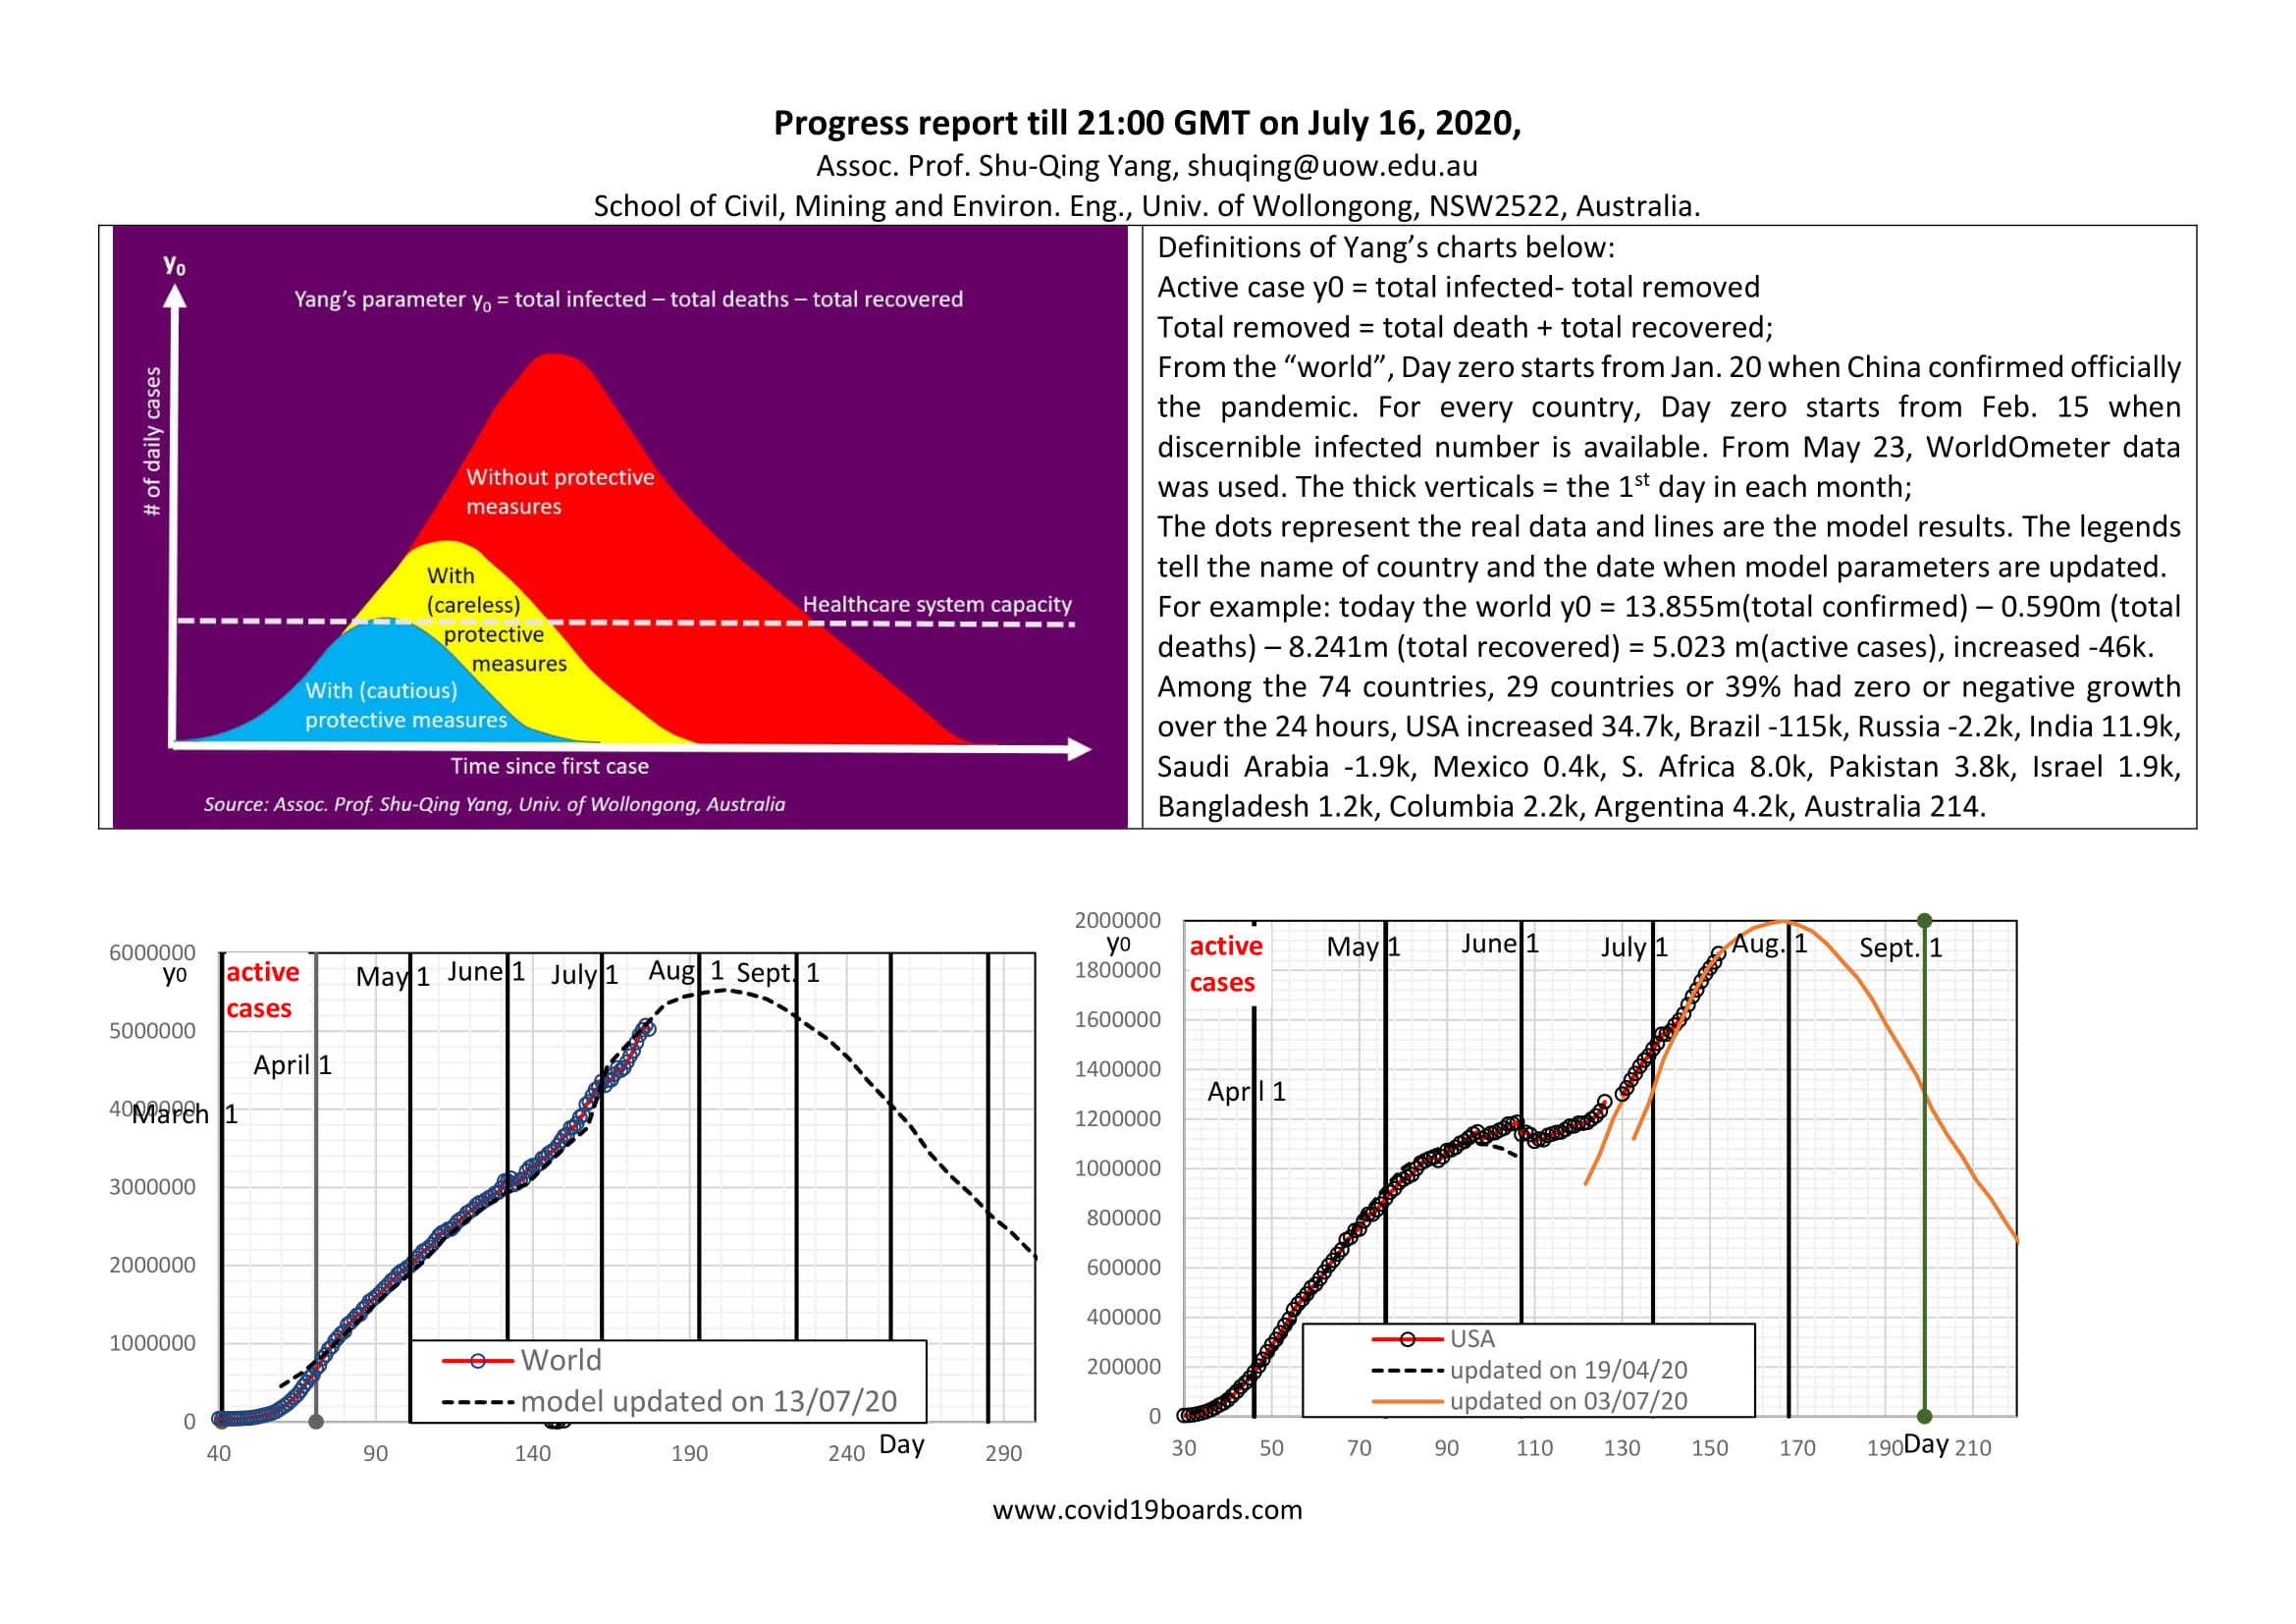 Progress report till 21:00 GMT on July 16, 2020,
Assoc. Prof. Shu-Qing Yang, shuqing@uow.edu.au
School of Civil, Mining and Environ. Eng., Univ. of Wollongong, NSW2522, Australia.
y₀
Yang’s parameter y₀ = total infected – total deaths – total recovered
# of daily cases
Without protective
measures
With
(careless)
protective
measures
Healthcare system capacity
With (cautious)
protective measures
Time since first case
Source: Assoc. Prof. Shu-Qing Yang, Univ. of Wollongong, Australia
Definitions of Yang’s charts below:
Active case y0 = total infected- total removed
Total removed = total death + total recovered;
From the “world”, Day zero starts from Jan. 20 when China confirmed officially
the pandemic. For every country, Day zero starts from Feb. 15 when
discernible infected number is available. From May 23, WorldOmeter data
was used. The thick verticals = the 1st day in each month;
The dots represent the real data and lines are the model results. The legends
tell the name of country and the date when model parameters are updated.
For example: today the world y0 = 13.855m(total confirmed) – 0.590m (total
deaths) – 8.241m (total recovered) = 5.023 m(active cases), increased -46k.
Among the 74 countries, 29 countries or 39% had zero or negative growth
over the 24 hours, USA increased 34.7k, Brazil -115k, Russia -2.2k, India 11.9k,
Saudi Arabia -1.9k, Mexico 0.4k, S. Africa 8.0k, Pakistan 3.8k, Israel 1.9k,
Bangladesh 1.2k, Columbia 2.2k, Argentina 4.2k, Australia 214.
6000000
y₀
active
cases
May 1 June 1 July 1 Aug. 1 Sept. 1
5000000
April 1
4000000
March 1
3000000
2000000
1000000
0
World
model updated on 13/07/20
40 90 140 190 240 Day 290
2000000
y₀
active
cases
May 1 June 1 July 1 Aug. 1 Sept. 1
1800000
1600000
1400000
April 1
1200000
1000000
800000
600000
400000
200000
0
USA
updated on 19/04/20
updated on 03/07/20
30 50 70 90 110 130 150 170 190 Day 210
www.covid19boards.com